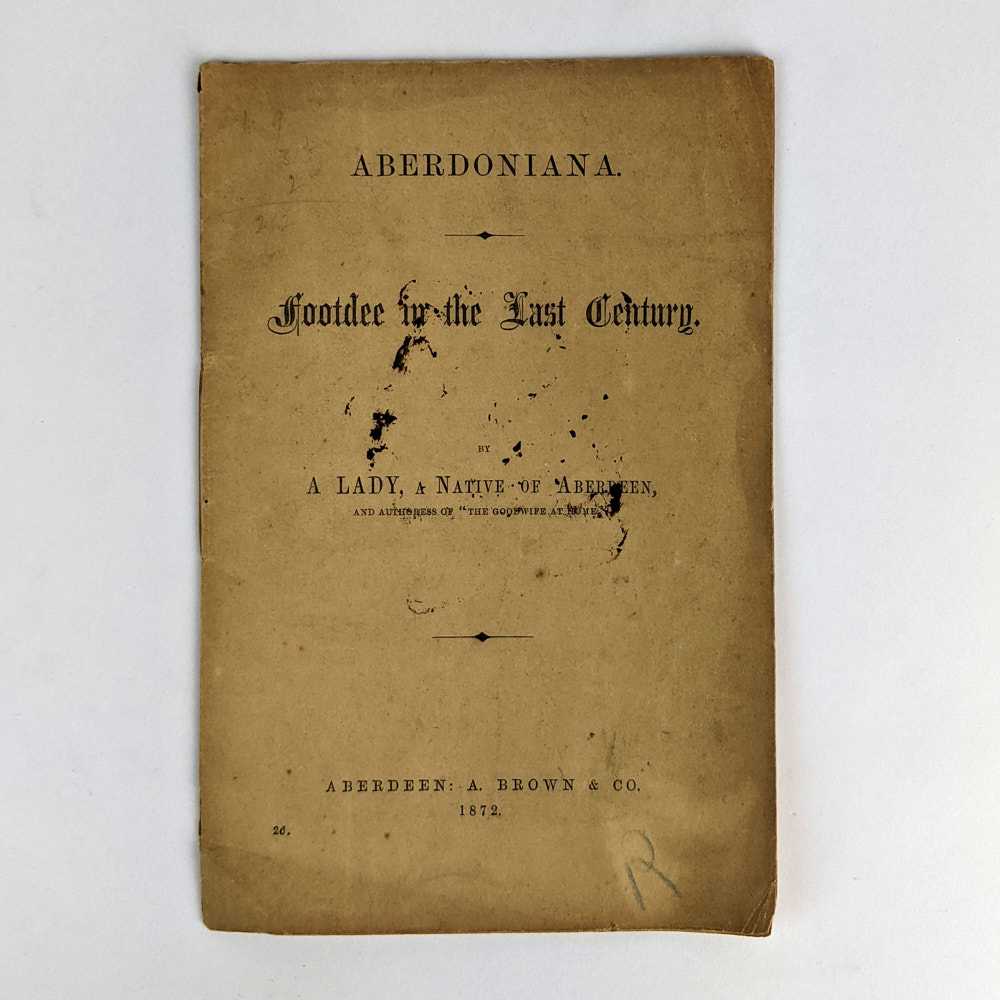 ABERDONIANA.
Footdee in the Last Century.
BY
A LADY, A NATIVE OF ABERDEEN,
AND AUTHORESS OF "THE GOODWIFE AT HOME."
ABERDEEN: A. BROWN & CO.
1872.
2d.
R